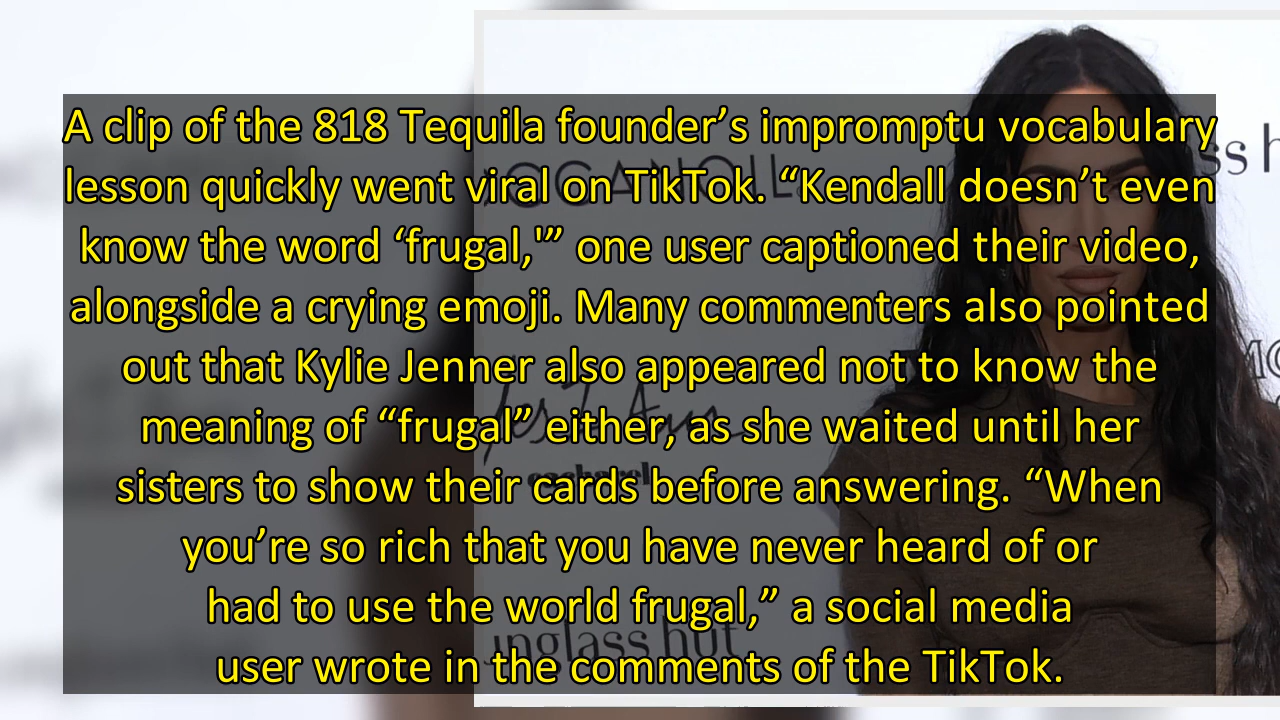 A clip of the 818 Tequila founder’s impromptu vocabulary
lesson quickly went viral on TikTok. “Kendall doesn’t even
know the word ‘frugal,'” one user captioned their video,
alongside a crying emoji. Many commenters also pointed
out that Kylie Jenner also appeared not to know the
meaning of “frugal” either, as she waited until her
sisters to show their cards before answering. “When
you’re so rich that you have never heard of or
had to use the world frugal,” a social media
user wrote in the comments of the TikTok.
cacharel
unglass hut